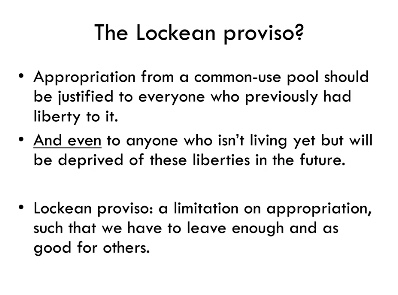 The Lockean proviso?
• Appropriation from a common-use pool should
be justified to everyone who previously had
liberty to it.
• And even to anyone who isn't living yet but will
be deprived of these liberties in the future.
• Lockean proviso: a limitation on appropriation,
such that we have to leave enough and as
good for others.